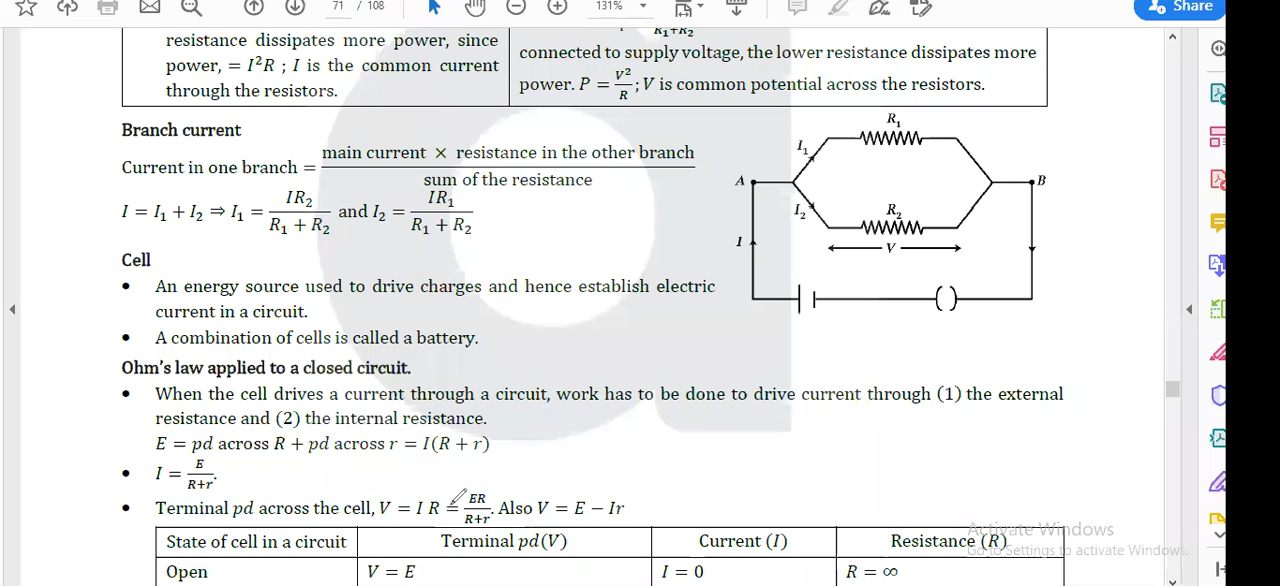 71 / 108
131%
Share
resistance dissipates more power, since
power, = I²R ; I is the common current
through the resistors.
R₁+R₂
connected to supply voltage, the lower resistance dissipates more
power. P = V²/R ; V is common potential across the resistors.
Branch current
Current in one branch = main current × resistance in the other branch / sum of the resistance
I = I₁ + I₂ ⇒ I₁ = IR₂/(R₁ + R₂) and I₂ = IR₁/(R₁ + R₂)
R₁
I₁
A
B
I₂
R₂
I
V
Cell
• An energy source used to drive charges and hence establish electric
current in a circuit.
• A combination of cells is called a battery.
Ohm's law applied to a closed circuit.
• When the cell drives a current through a circuit, work has to be done to drive current through (1) the external
resistance and (2) the internal resistance.
E = pd across R + pd across r = I(R + r)
• I = E/(R+r).
• Terminal pd across the cell, V = I R = ER/(R+r). Also V = E − Ir
State of cell in a circuit Terminal pd(V) Current (I) Resistance (R)
Open V = E I = 0 R = ∞
Activate Windows
Go to Settings to activate Windows.